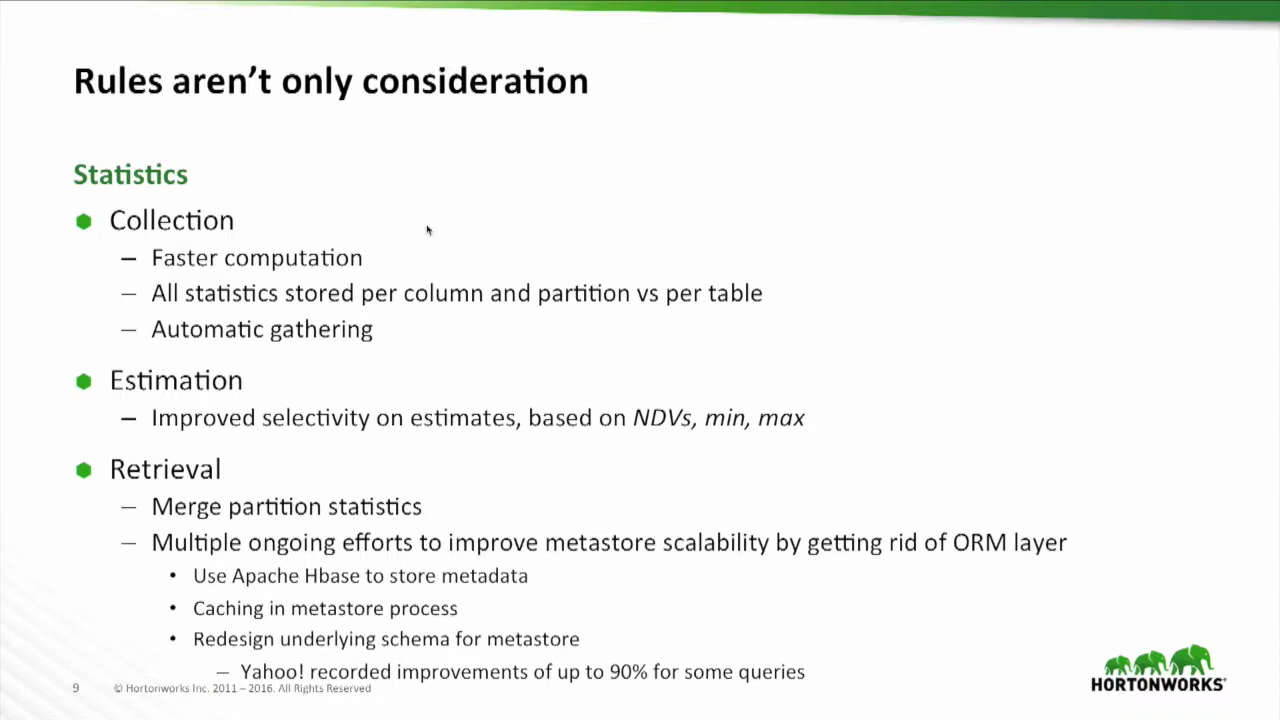 Rules aren't only consideration
Statistics
Collection
– Faster computation
– All statistics stored per column and partition vs per table
– Automatic gathering
Estimation
– Improved selectivity on estimates, based on NDVs, min, max
Retrieval
– Merge partition statistics
– Multiple ongoing efforts to improve metastore scalability by getting rid of ORM layer
• Use Apache Hbase to store metadata
• Caching in metastore process
• Redesign underlying schema for metastore
– Yahoo! recorded improvements of up to 90% for some queries
9 © Hortonworks Inc. 2011 – 2016. All Rights Reserved
HORTONWORKS